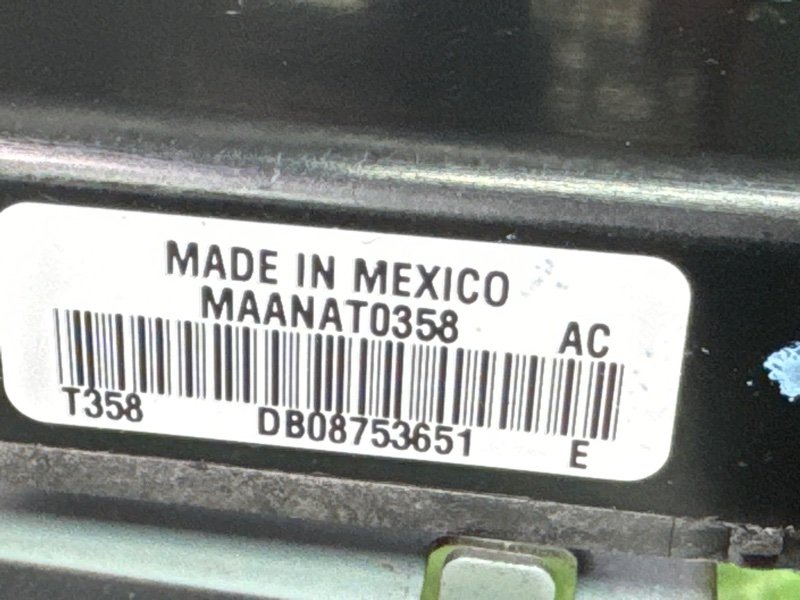 MADE IN MEXICO
MAANAT0358 AC
T358 DB08753651 E